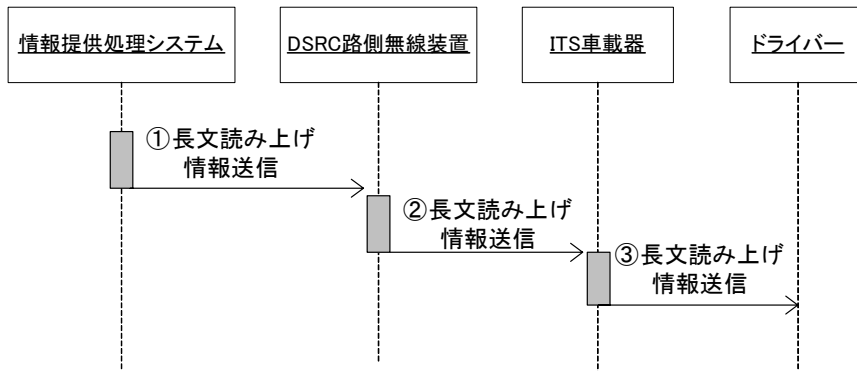 情報提供処理システム
DSRC路側無線装置
ITS車載器
ドライバー
①長文読み上げ
情報送信
②長文読み上げ
情報送信
③長文読み上げ
情報送信